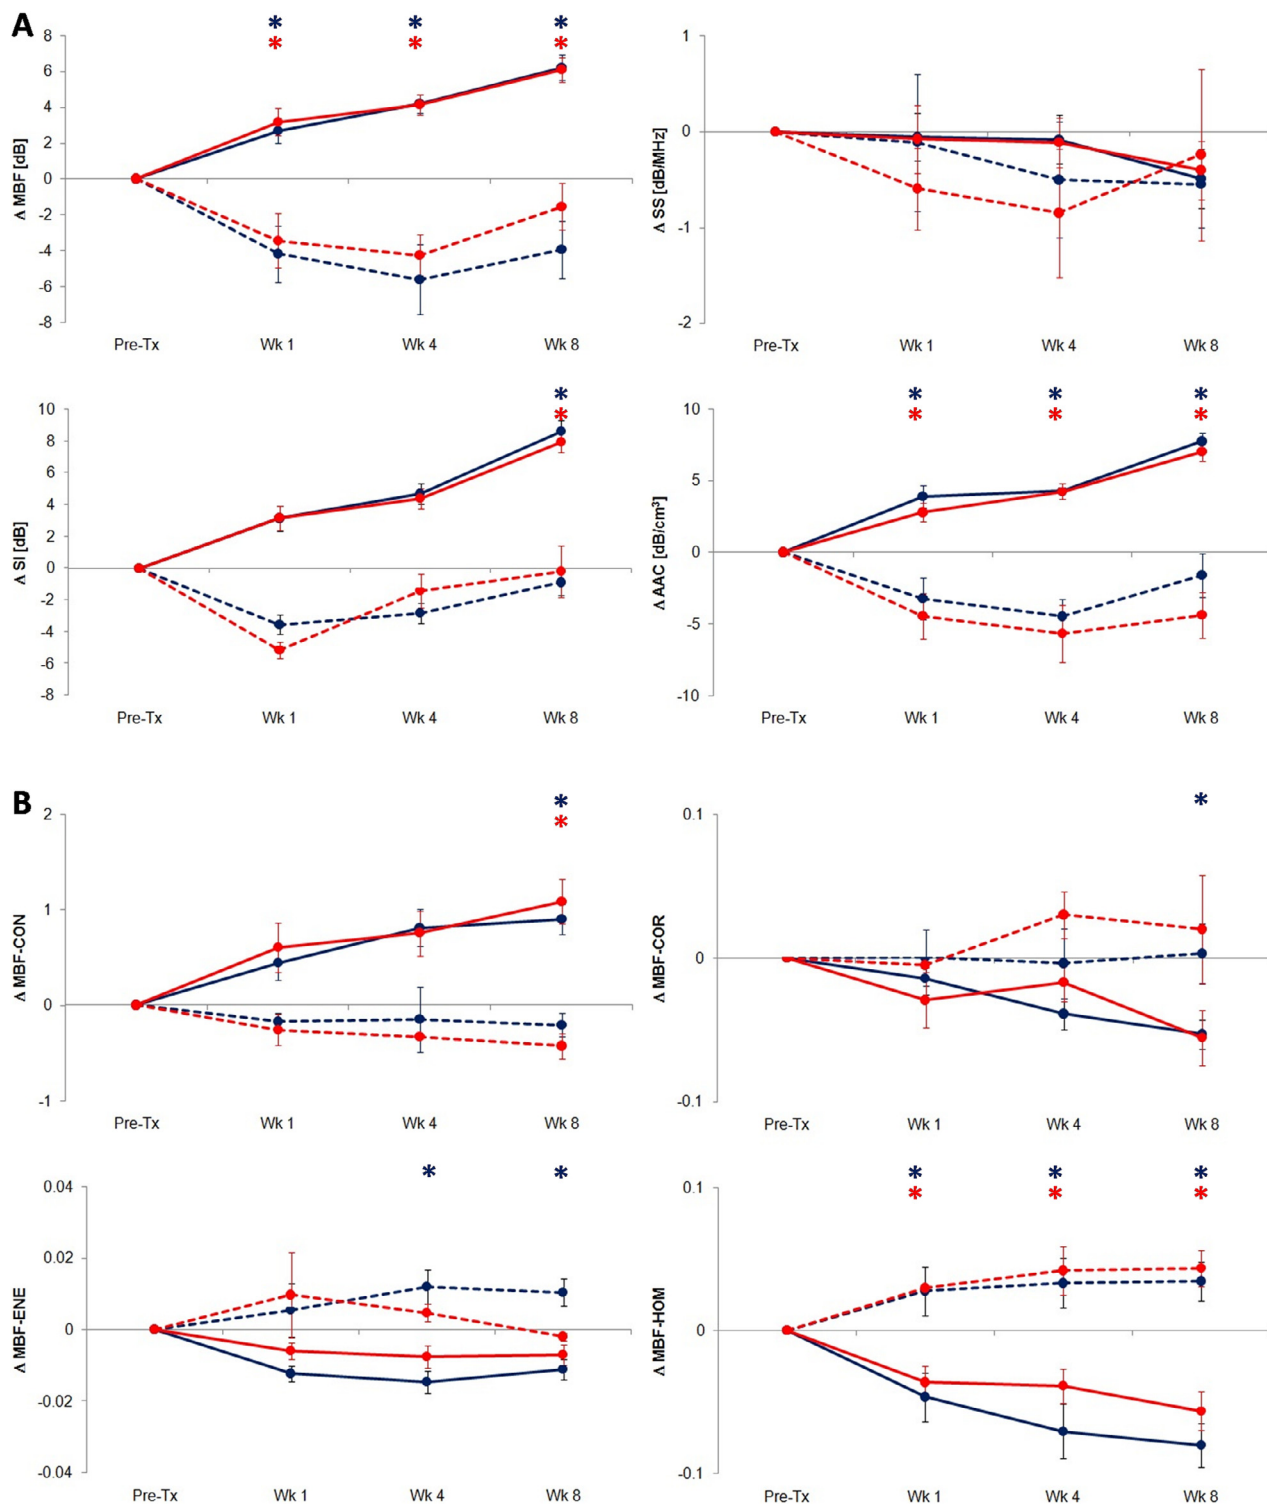 A
* * *
* * *
Δ MBF [dB]
8
6
4
2
0
-2
-4
-6
-8
Pre-Tx Wk 1 Wk 4 Wk 8
Δ SS [dB/MHz]
1
0
-1
-2
Pre-Tx Wk 1 Wk 4 Wk 8
*
*
Δ SI [dB]
10
8
6
4
2
0
-2
-4
-6
-8
Pre-Tx Wk 1 Wk 4 Wk 8
* * *
* * *
Δ AAC [dB/cm³]
10
5
0
-5
-10
Pre-Tx Wk 1 Wk 4 Wk 8
B
*
*
Δ MBF-CON
2
1
0
-1
Pre-Tx Wk 1 Wk 4 Wk 8
*
Δ MBF-COR
0.1
0
-0.1
Pre-Tx Wk 1 Wk 4 Wk 8
* *
Δ MBF-ENE
0.04
0.02
0
-0.02
-0.04
Pre-Tx Wk 1 Wk 4 Wk 8
* * *
* * *
Δ MBF-HOM
0.1
0
-0.1
Pre-Tx Wk 1 Wk 4 Wk 8